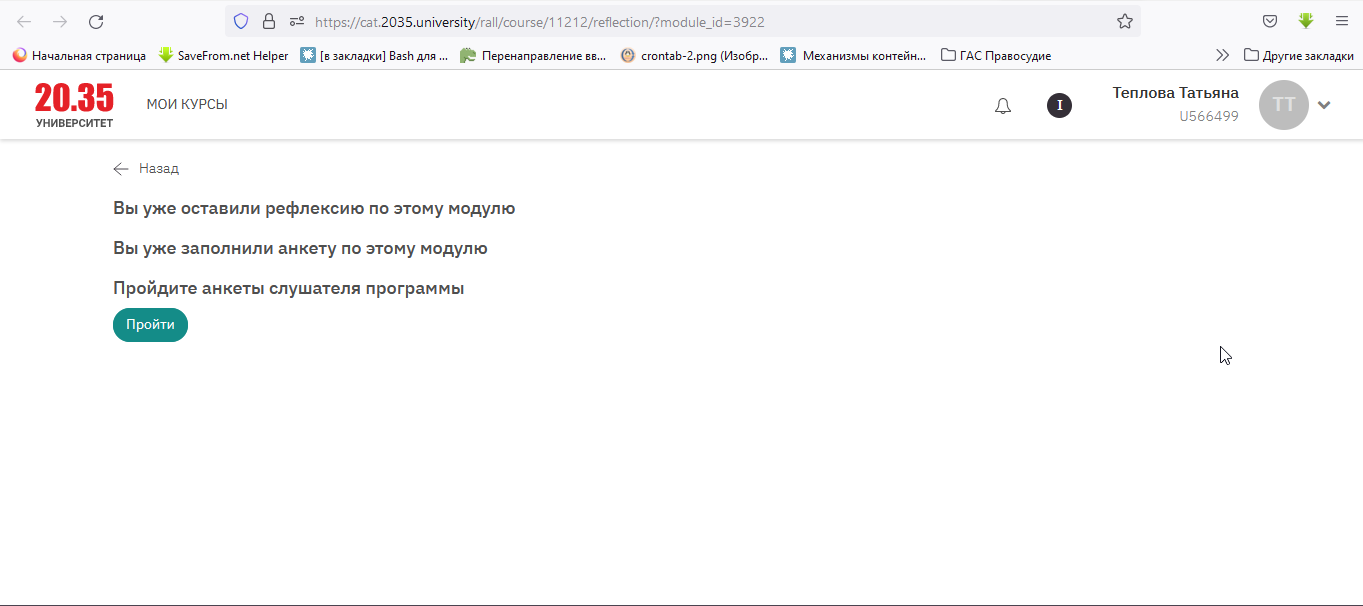 https://cat.2035.university/rall/course/11212/reflection/?module_id=3922
Начальная страница
SaveFrom.net Helper
[в закладки] Bash для ...
Перенаправление вв...
crontab-2.png (Изобр...
Механизмы контейн...
ГАС Правосудие
Другие закладки
20.35
УНИВЕРСИТЕТ
МОИ КУРСЫ
I
Теплова Татьяна
U566499
ТТ
Назад
Вы уже оставили рефлексию по этому модулю
Вы уже заполнили анкету по этому модулю
Пройдите анкеты слушателя программы
Пройти